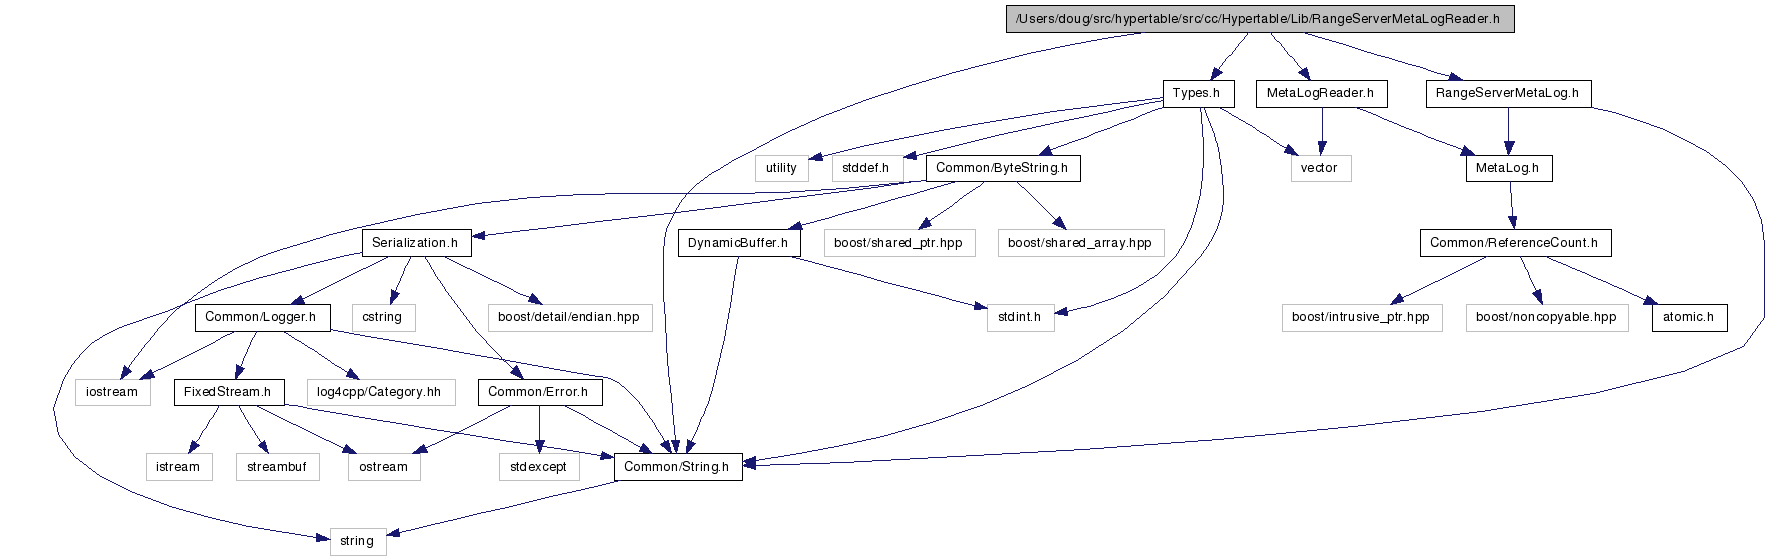 /Users/doug/src/hypertable/src/cc/Hypertable/Lib/RangeServerMetaLogReader.h
Types.h
MetaLogReader.h
RangeServerMetaLog.h
utility
stddef.h
Common/ByteString.h
vector
MetaLog.h
Serialization.h
DynamicBuffer.h
boost/shared_ptr.hpp
boost/shared_array.hpp
Common/ReferenceCount.h
Common/Logger.h
cstring
boost/detail/endian.hpp
stdint.h
boost/intrusive_ptr.hpp
boost/noncopyable.hpp
atomic.h
iostream
FixedStream.h
log4cpp/Category.hh
Common/Error.h
istream
streambuf
ostream
stdexcept
Common/String.h
string